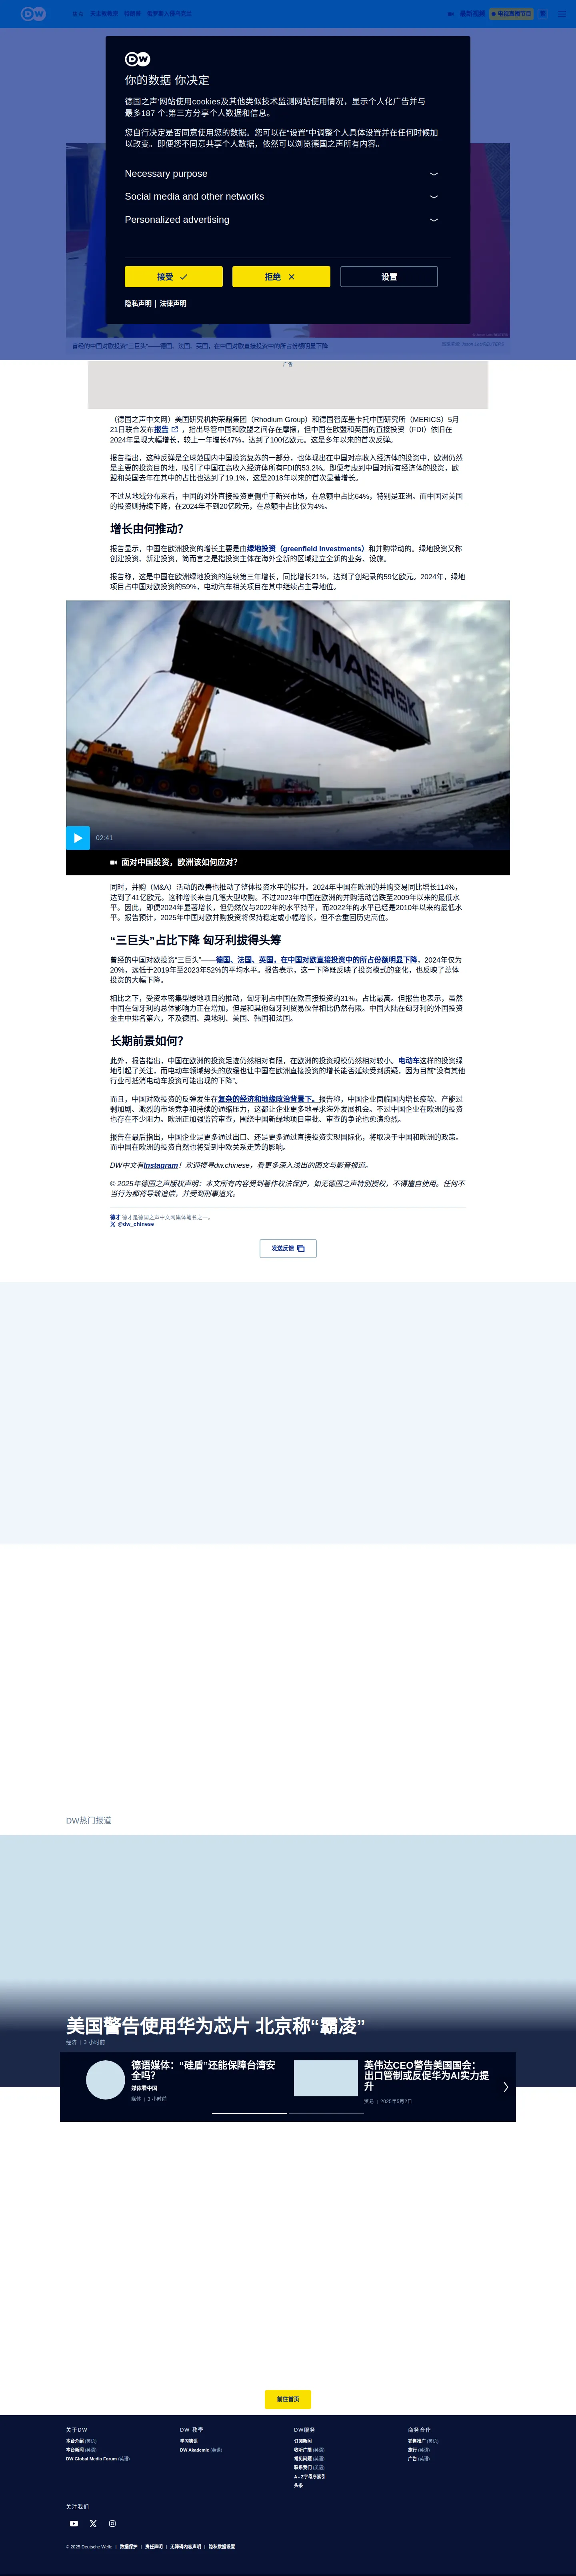 DW
最新视频
电视直播节目
DW
你的数据 你决定
德国之声'网站使用cookies及其他类似技术监测网站使用情况，显示个人化广告并与
最多187 个;第三方分享个人数据和信息。
您自行决定是否同意使用您的数据。您可以在"设置"中调整个人具体设置并在任何时候加
以改变。即便您不同意共享个人数据，依然可以浏览德国之声所有内容。
Necessary purpose
Social media and other networks
Personalized advertising
接受
拒绝
设置
隐私声明 | 法律声明
曾经的中国对欧投资"三巨头"——德国、法国、英国，在中国对欧直接投资中的所占份额明显下降
广告
（德国之声中文网）美国研究机构荣鼎集团（Rhodium Group）和德国智库墨卡托中国研究所（MERICS）5月
21日联合发布报告，指出尽管中国和欧盟之间存在摩擦，但中国在欧盟和英国的直接投资（FDI）依旧在
2024年呈现大幅增长，较上一年增长47%，达到了100亿欧元。这是多年以来的首次反弹。
报告指出，这种反弹是全球范围内中国投资复苏的一部分，也体现出在中国对高收入经济体的投资中，欧洲仍然
是主要的投资目的地，吸引了中国在高收入经济体所有FDI的53.2%。即便考虑到中国对所有经济体的投资，欧
盟和英国去年在其中的占比也达到了19.1%，这是2018年以来的首次显著增长。
不过从地域分布来看，中国的对外直接投资更侧重于新兴市场，在总额中占比64%，特别是亚洲。而中国对美国
的投资则持续下降，在2024年不到20亿欧元，在总额中占比仅为4%。
增长由何推动？
报告显示，中国在欧洲投资的增长主要是由绿地投资（greenfield investments）和并购带动的。绿地投资又称
创建投资、新建投资，简而言之是指投资主体在海外全新的区域建立全新的业务、设施。
报告称，这是中国在欧洲绿地投资的连续第三年增长，同比增长21%，达到了创纪录的59亿欧元。2024年，绿地
项目占中国对欧投资的59%，电动汽车相关项目在其中继续占主导地位。
MAERSK
02:41
面对中国投资，欧洲该如何应对？
同时，并购（M&A）活动的改善也推动了整体投资水平的提升。2024年中国在欧洲的并购交易同比增长114%，
达到了41亿欧元。这种增长来自几笔大型收购。不过2023年中国在欧洲的并购活动曾跌至2009年以来的最低水
平。因此，即便2024年显著增长，但仍然仅与2022年的水平持平，而2022年的水平已经是2010年以来的最低水
平。报告预计，2025年中国对欧并购投资将保持稳定或小幅增长，但不会重回历史高位。
“三巨头”占比下降 匈牙利拔得头筹
曾经的中国对欧投资“三巨头”——德国、法国、英国，在中国对欧直接投资中的所占份额明显下降，2024年仅为
20%，远低于2019年至2023年52%的平均水平。报告表示，这一下降既反映了投资模式的变化，也反映了总体
投资的大幅下降。
相比之下，受资本密集型绿地项目的推动，匈牙利占中国在欧直接投资的31%，占比最高。但报告也表示，虽然
中国在匈牙利的总体影响力正在增加，但是和其他匈牙利贸易伙伴相比仍然有限。中国大陆在匈牙利的外国投资
金主中排名第六，不及德国、奥地利、美国、韩国和法国。
长期前景如何？
此外，报告指出，中国在欧洲的投资足迹仍然相对有限，在欧洲的投资规模仍然相对较小。电动车这样的投资绿
地引起了关注，而电动车领域势头的放缓也让中国在欧洲直接投资的增长能否延续受到质疑，因为目前“没有其他
行业可抵消电动车投资可能出现的下降”。
而且，中国对欧投资的反弹发生在复杂的经济和地缘政治背景下。报告称，中国企业面临国内增长疲软、产能过
剩加剧、激烈的市场竞争和持续的通缩压力，这都让企业更多地寻求海外发展机会。不过中国企业在欧洲的投资
也存在不少阻力。欧洲正加强监管审查，围绕中国新绿地项目审批、审查的争论也愈演愈烈。
报告在最后指出，中国企业是更多通过出口、还是更多通过直接投资实现国际化，将取决于中国和欧洲的政策。
而中国在欧洲的投资自然也将受到中欧关系走势的影响。
DW中文有Instagram！欢迎搜寻dw.chinese，看更多深入浅出的图文与影音报道。
© 2025年德国之声版权声明：本文所有内容受到著作权法保护，如无德国之声特别授权，不得擅自使用。任何不
当行为都将导致追偿，并受到刑事追究。
德才 德才是德国之声中文网集体笔名之一。
@dw_chinese
发送反馈
DW热门报道
美国警告使用华为芯片 北京称“霸凌”
经济 | 3 小时前
德语媒体：“硅盾”还能保障台湾安
全吗？
媒体看中国
媒体 | 3 小时前
英伟达CEO警告美国国会：
出口管制或反促华为AI实力提
升
贸易 | 2025年5月2日
前往首页
关于DW
本台介绍 (英语)
本台新闻 (英语)
DW Global Media Forum (英语)
DW 教學
学习德语
DW Akademie (英语)
DW服务
订阅新闻
收听广播 (英语)
常见问题 (英语)
联系我们 (英语)
A - Z字母序索引
头条
商务合作
销售推广 (英语)
旅行 (英语)
广告 (英语)
关注我们
© 2025 Deutsche Welle | 数据保护 | 责任声明 | 无障碍内容声明 | 隐私数据设置